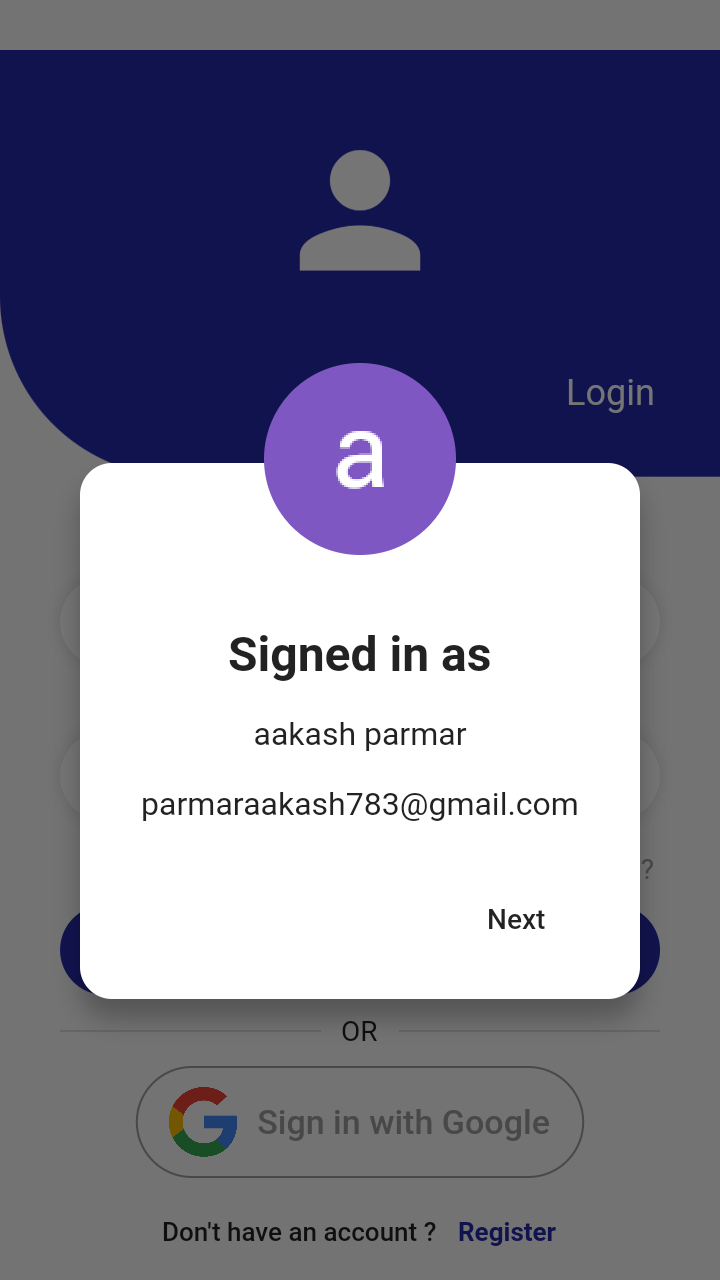 Login
a
Signed in as
aakash parmar
parmaraakash783@gmail.com
?
Next
OR
Sign in with Google
Don't have an account ? Register